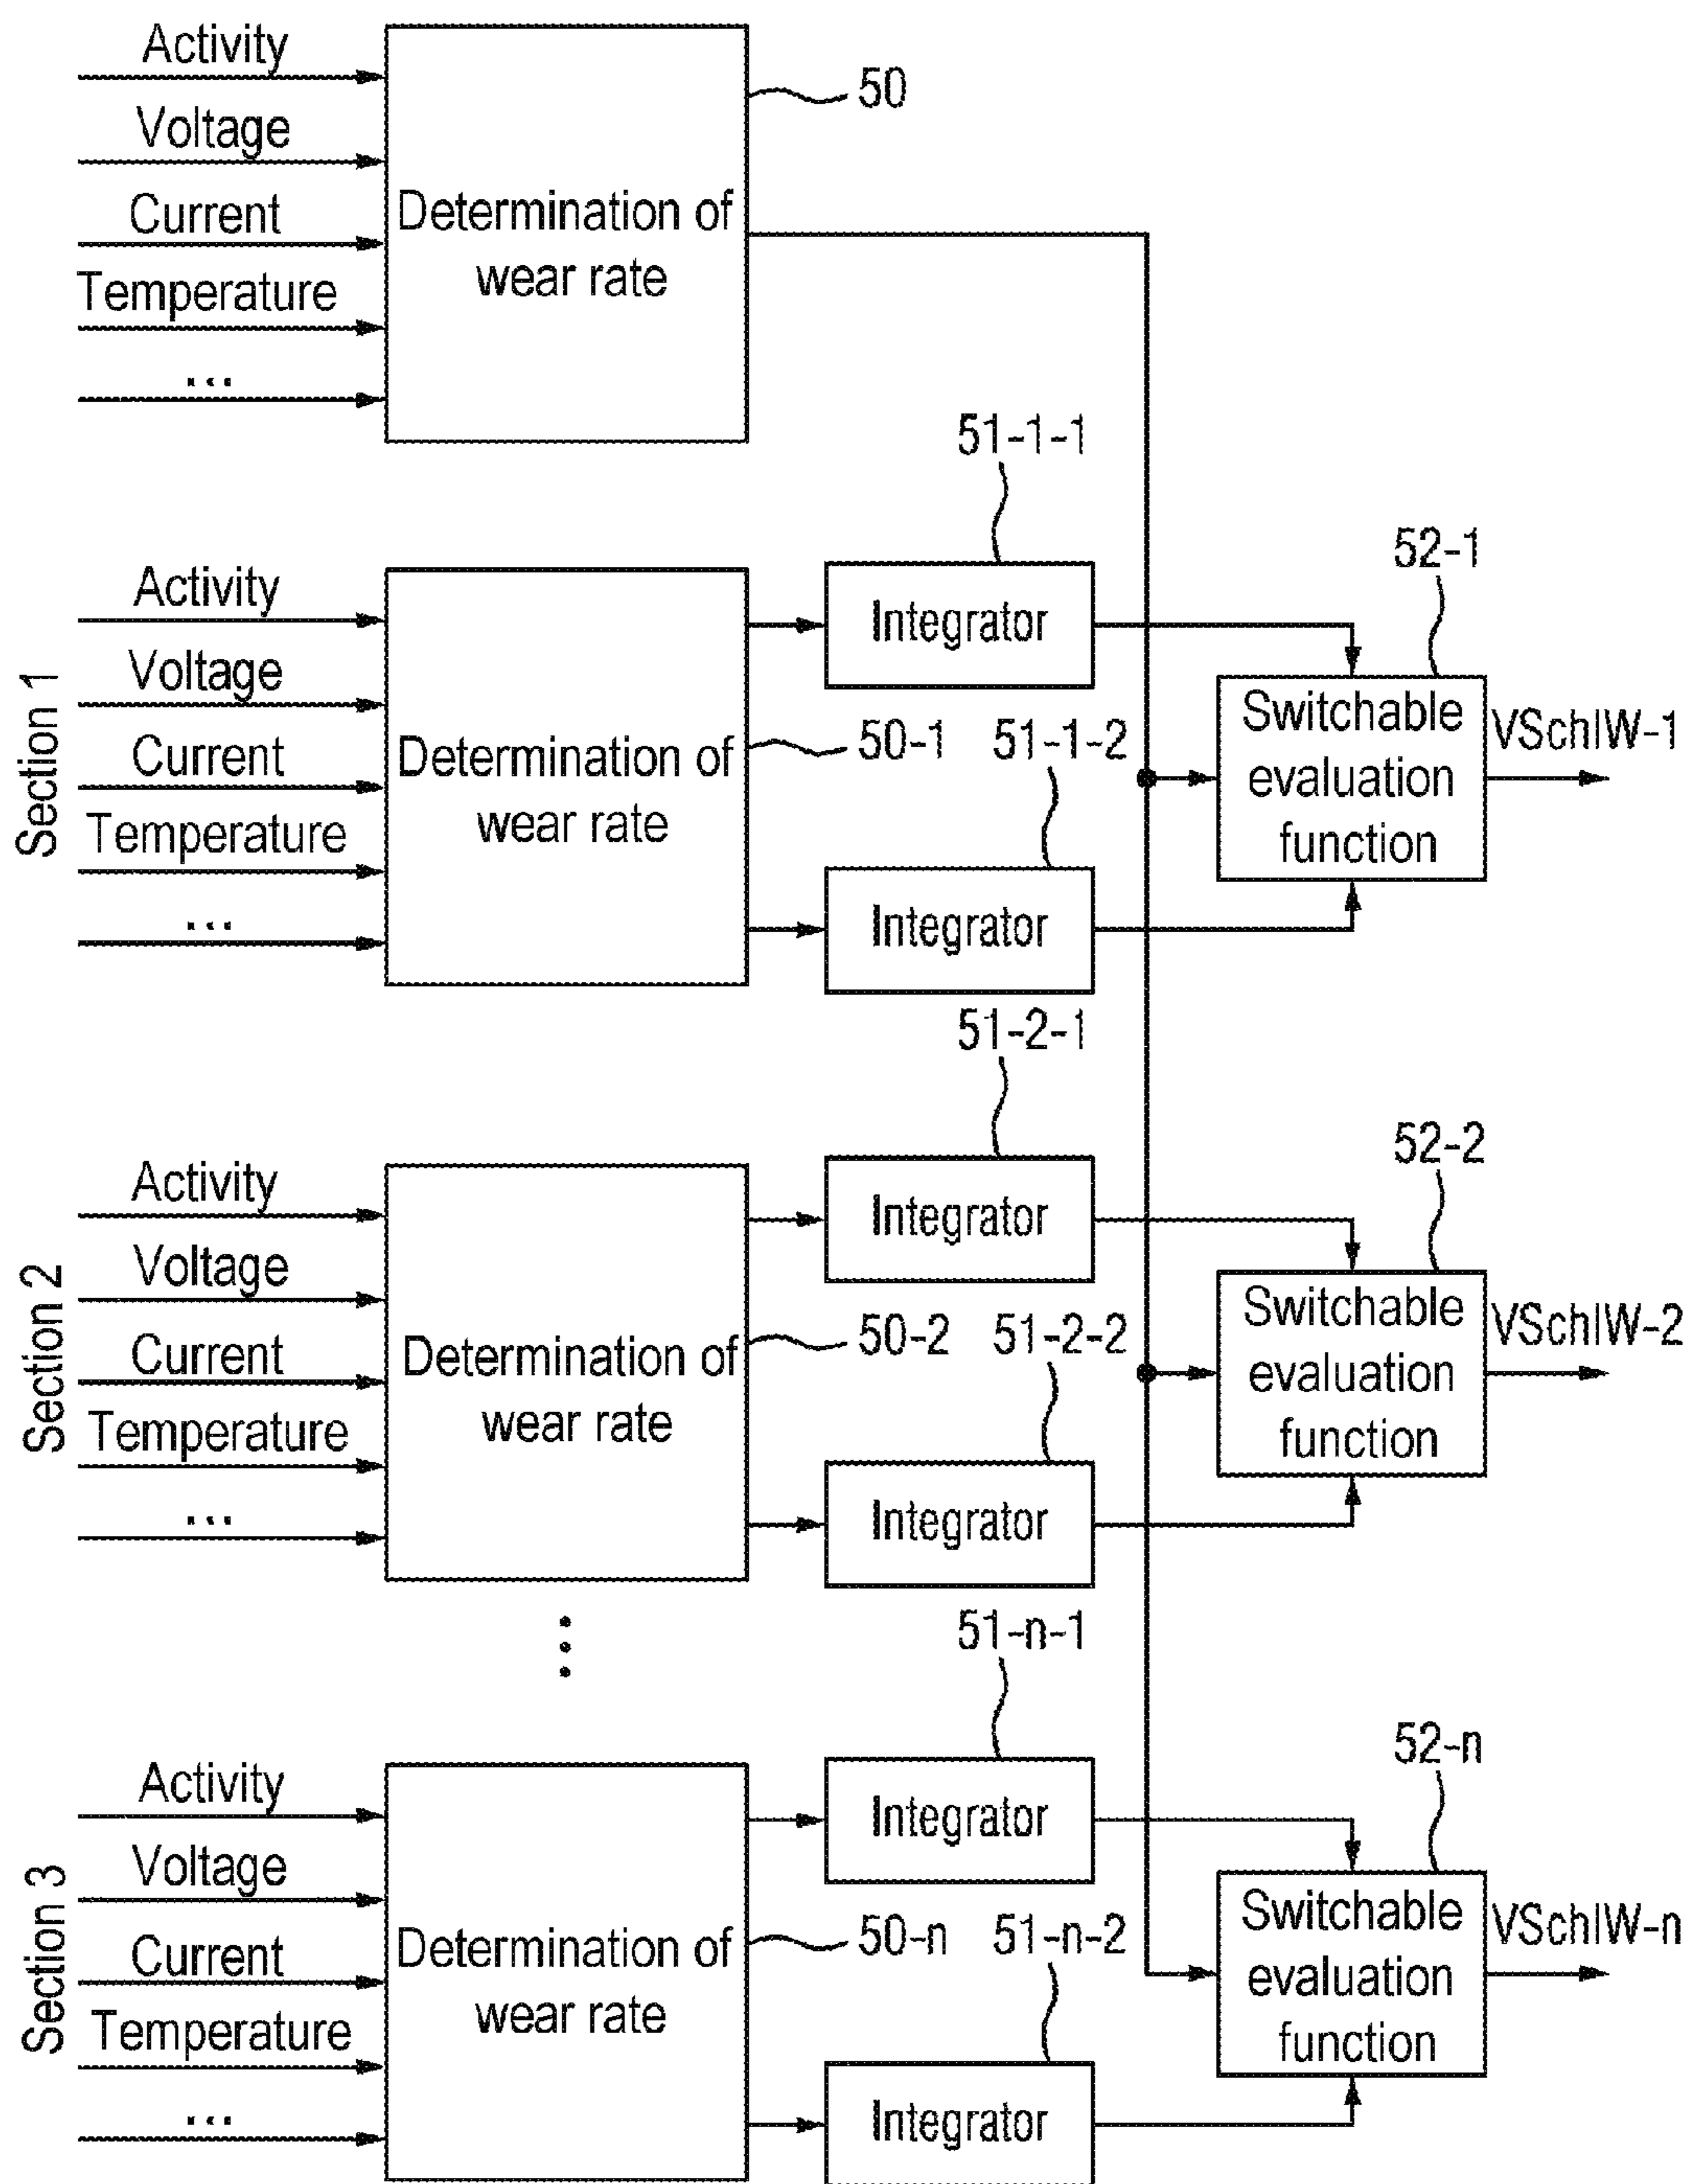 Activity
Voltage
Current
Temperature
...
Determination of
wear rate
50
Section 1
Activity
Voltage
Current
Temperature
...
Determination of
wear rate
50-1
51-1-1
Integrator
51-1-2
Integrator
52-1
Switchable
evaluation
function
VSchIW-1
Section 2
Activity
Voltage
Current
Temperature
...
Determination of
wear rate
50-2
51-2-1
Integrator
51-2-2
Integrator
52-2
Switchable
evaluation
function
VSchIW-2
Section 3
Activity
Voltage
Current
Temperature
...
Determination of
wear rate
50-n
51-n-1
Integrator
51-n-2
Integrator
52-n
Switchable
evaluation
function
VSchIW-n